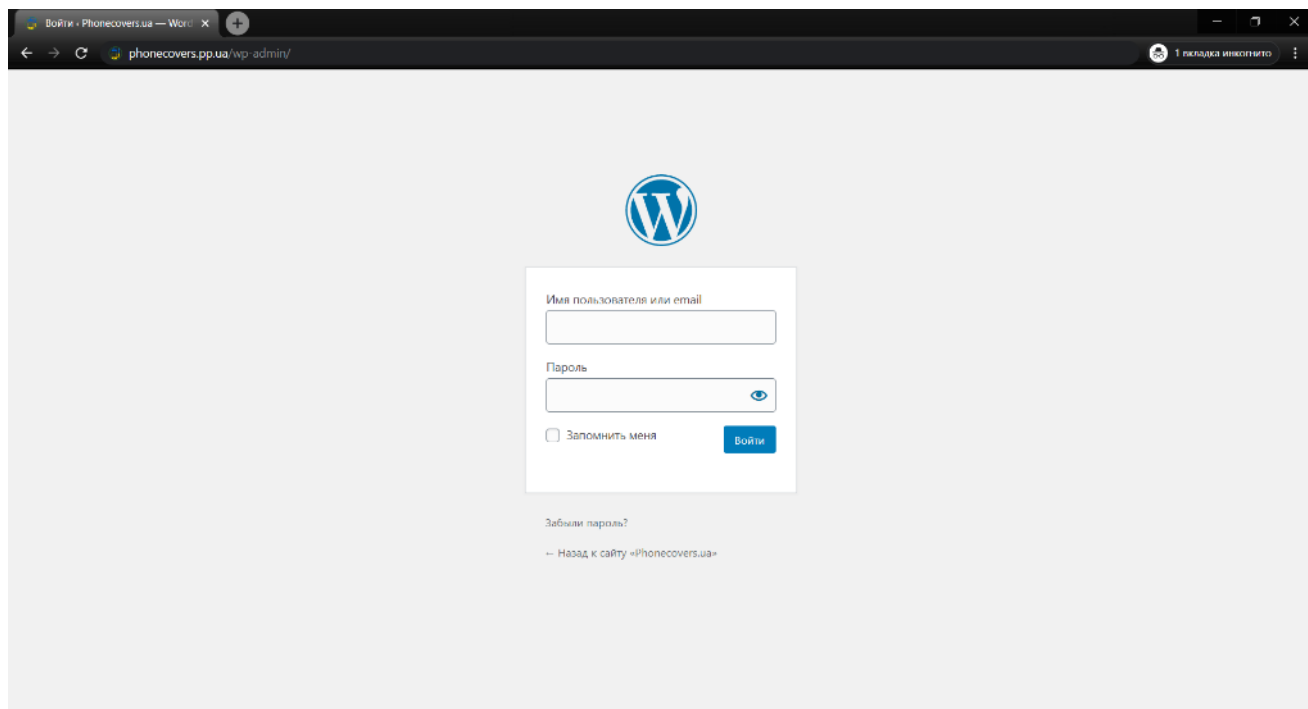 Войти ‹ Phonecovers.ua — Word
phonecovers.pp.ua/wp-admin/
1 вкладка инкогнито
Имя пользователя или email
Пароль
Запомнить меня
Войти
Забыли пароль?
← Назад к сайту «Phonecovers.ua»